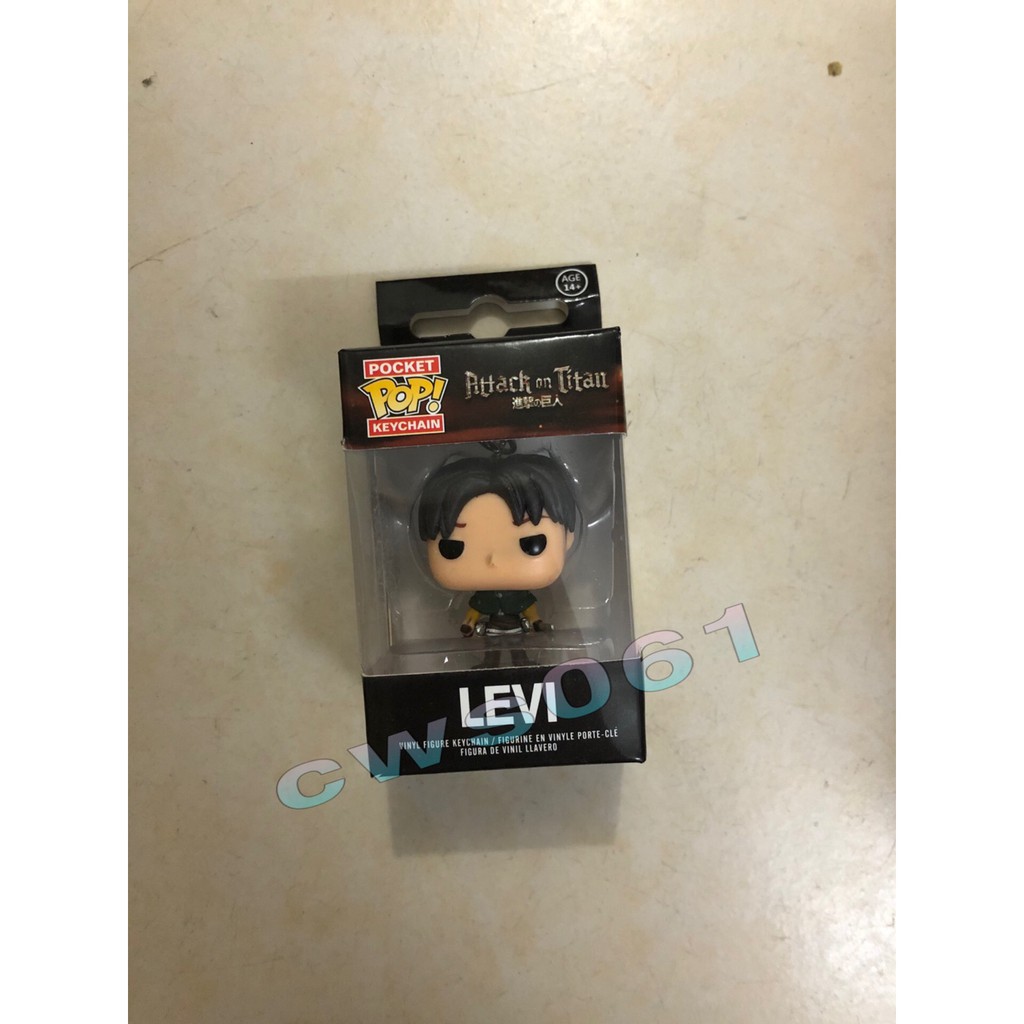 AGE
14+
POCKET
POP!
KEYCHAIN
Attack on Titan
進撃の巨人
LEVI
VINYL FIGURE KEYCHAIN / FIGURINE EN VINYLE PORTE-CLÉ
FIGURA DE VINIL LLAVERO
cws061